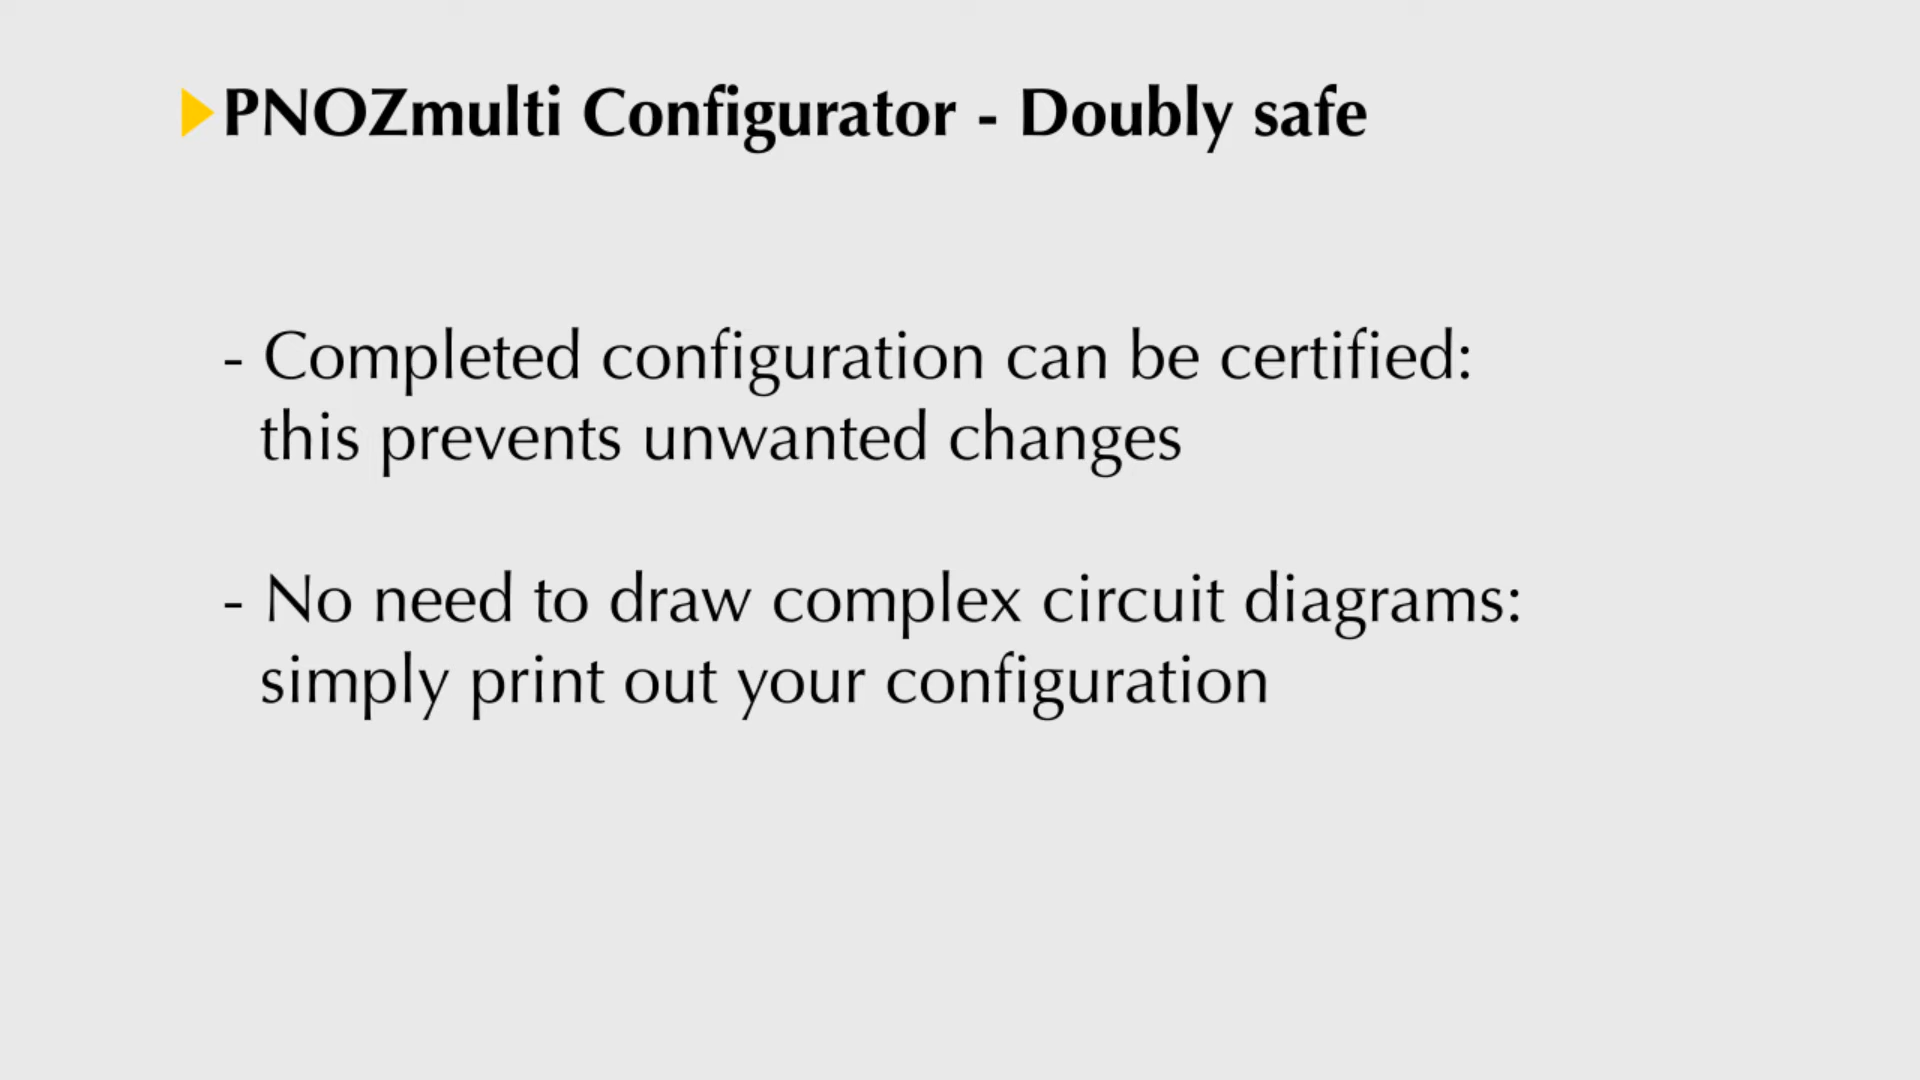 PNOZmulti Configurator - Doubly safe
- Completed configuration can be certified:
this prevents unwanted changes
- No need to draw complex circuit diagrams:
simply print out your configuration